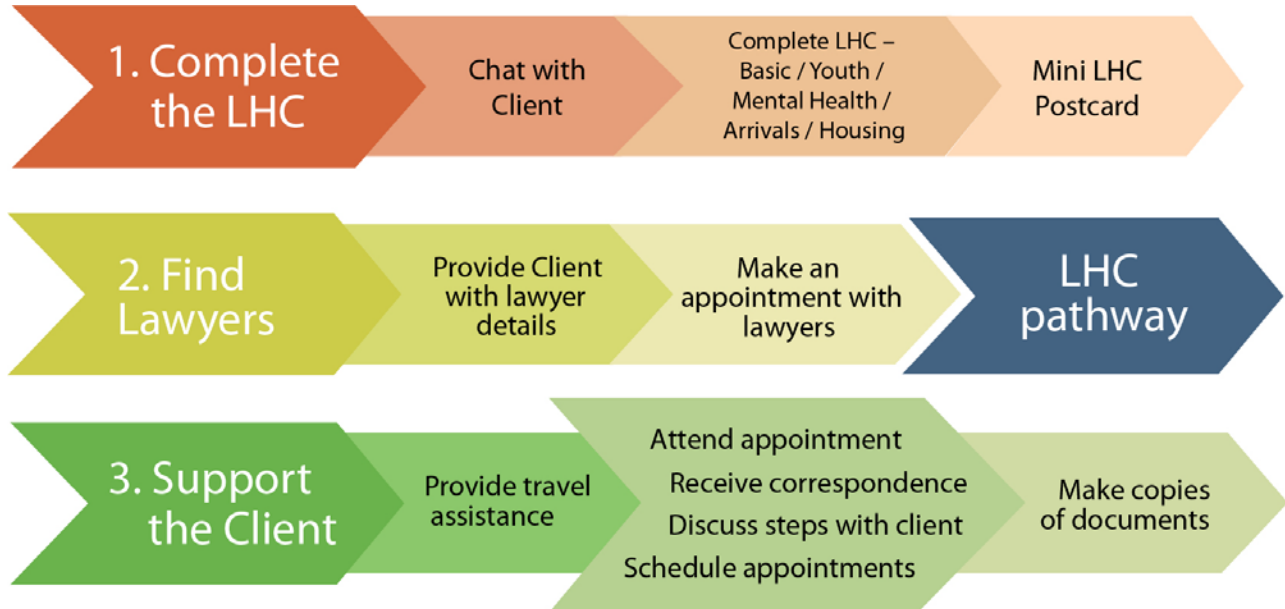 1. Complete
the LHC
Chat with
Client
Complete LHC –
Basic / Youth /
Mental Health /
Arrivals / Housing
Mini LHC
Postcard
2. Find
Lawyers
Provide Client
with lawyer
details
Make an
appointment with
lawyers
LHC
pathway
3. Support
the Client
Provide travel
assistance
Attend appointment
Receive correspondence
Discuss steps with client
Schedule appointments
Make copies
of documents